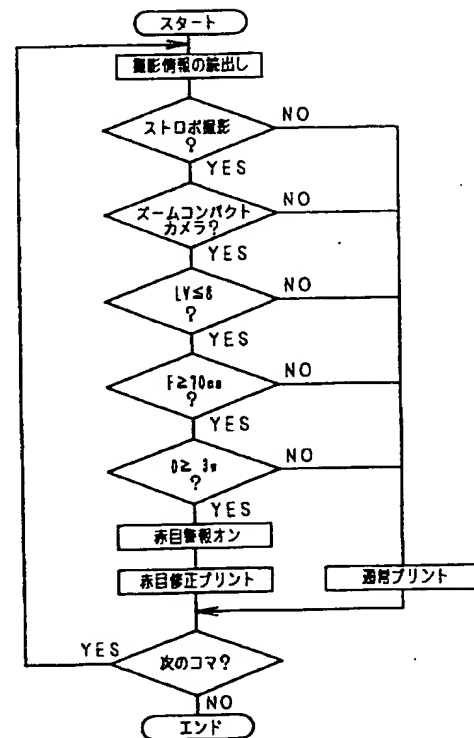 スタート
撮影情報の読出し
ストロボ撮影
?
NO
YES
ズームコンパクト
カメラ?
NO
YES
LV≦8
?
NO
YES
F≧70mm
?
NO
YES
D≧ 3m
?
NO
YES
赤目警報オン
赤目修正プリント
通常プリント
次のコマ?
YES
NO
エンド